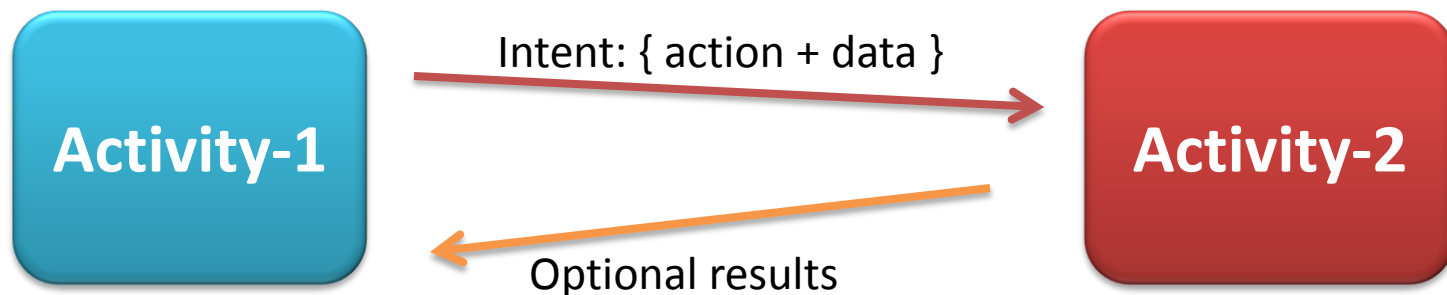 Intent: { action + data }
Activity-1
Activity-2
Optional results